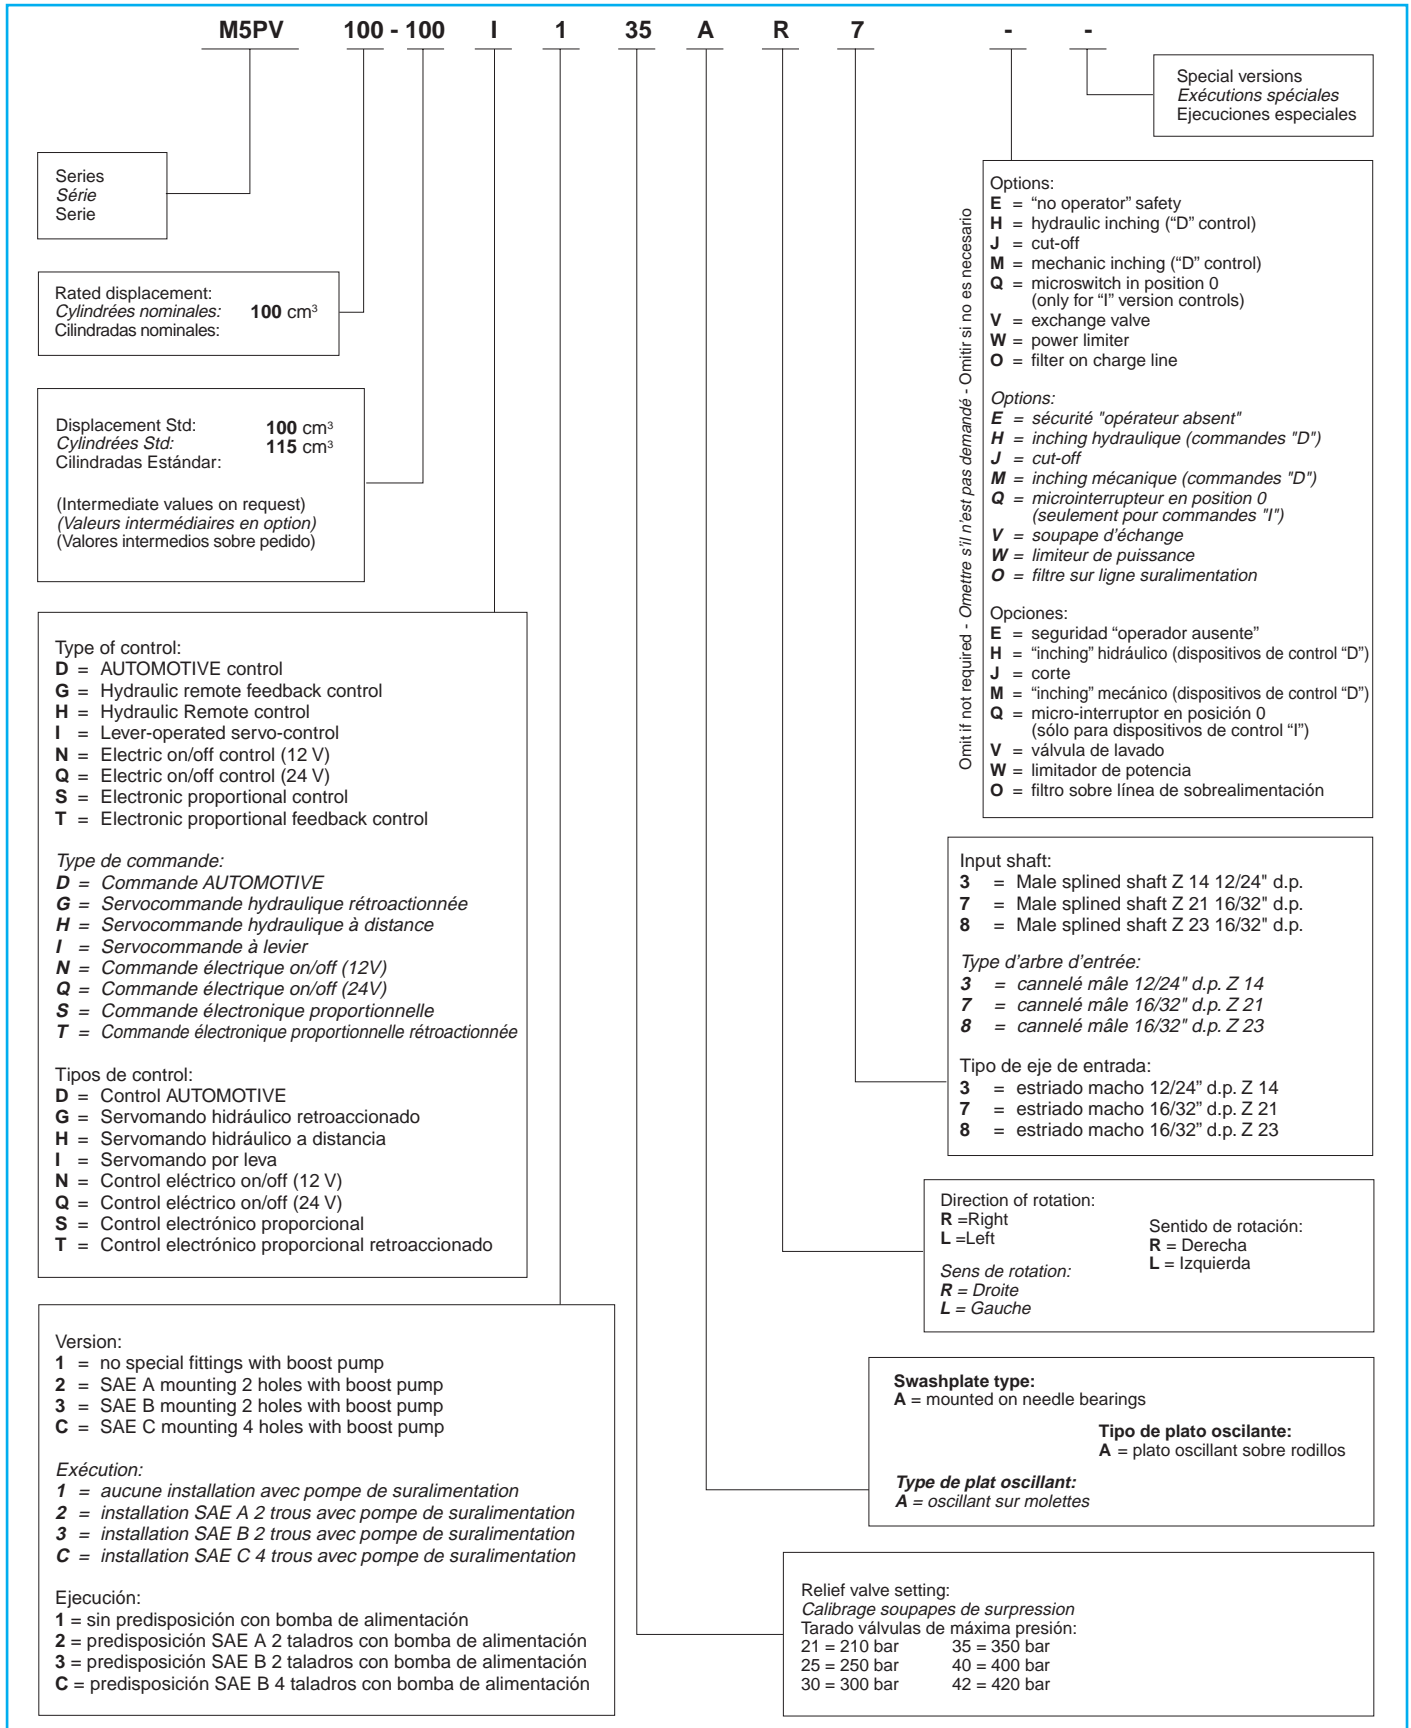 M5PV 100 - 100 I 1 35 A R 7 - -
Special versions
Exécutions spéciales
Ejecuciones especiales
Series
Série
Serie
Rated displacement:
Cylindrées nominales: 100 cm³
Cilindradas nominales:
Displacement Std: 100 cm³
Cylindrées Std: 115 cm³
Cilindradas Estándar:
(Intermediate values on request)
(Valeurs intermédiaires en option)
(Valores intermedios sobre pedido)
Type of control:
D = AUTOMOTIVE control
G = Hydraulic remote feedback control
H = Hydraulic Remote control
I = Lever-operated servo-control
N = Electric on/off control (12 V)
Q = Electric on/off control (24 V)
S = Electronic proportional control
T = Electronic proportional feedback control
Type de commande:
D = Commande AUTOMOTIVE
G = Servocommande hydraulique rétroactionnée
H = Servocommande hydraulique à distance
I = Servocommande à levier
N = Commande électrique on/off (12V)
Q = Commande électrique on/off (24V)
S = Commande électronique proportionnelle
T = Commande électronique proportionnelle rétroactionnée
Tipos de control:
D = Control AUTOMOTIVE
G = Servomando hidráulico retroaccionado
H = Servomando hidráulico a distancia
I = Servomando por leva
N = Control eléctrico on/off (12 V)
Q = Control eléctrico on/off (24 V)
S = Control electrónico proporcional
T = Control electrónico proporcional retroaccionado
Version:
1 = no special fittings with boost pump
2 = SAE A mounting 2 holes with boost pump
3 = SAE B mounting 2 holes with boost pump
C = SAE C mounting 4 holes with boost pump
Exécution:
1 = aucune installation avec pompe de suralimentation
2 = installation SAE A 2 trous avec pompe de suralimentation
3 = installation SAE B 2 trous avec pompe de suralimentation
C = installation SAE C 4 trous avec pompe de suralimentation
Ejecución:
1 = sin predisposición con bomba de alimentación
2 = predisposición SAE A 2 taladros con bomba de alimentación
3 = predisposición SAE B 2 taladros con bomba de alimentación
C = predisposición SAE B 4 taladros con bomba de alimentación
Omit if not required - Omettre s'il n'est pas demandé - Omitir si no es necesario
Options:
E = “no operator” safety
H = hydraulic inching (“D” control)
J = cut-off
M = mechanic inching (“D” control)
Q = microswitch in position 0
(only for “I” version controls)
V = exchange valve
W = power limiter
O = filter on charge line
Options:
E = sécurité "opérateur absent"
H = inching hydraulique (commandes "D")
J = cut-off
M = inching mécanique (commandes "D")
Q = microinterrupteur en position 0
(seulement pour commandes "I")
V = soupape d'échange
W = limiteur de puissance
O = filtre sur ligne suralimentation
Opciones:
E = seguridad “operador ausente”
H = “inching” hidráulico (dispositivos de control “D”)
J = corte
M = “inching” mecánico (dispositivos de control “D”)
Q = micro-interruptor en posición 0
(sólo para dispositivos de control “I”)
V = válvula de lavado
W = limitador de potencia
O = filtro sobre línea de sobrealimentación
Input shaft:
3 = Male splined shaft Z 14 12/24" d.p.
7 = Male splined shaft Z 21 16/32" d.p.
8 = Male splined shaft Z 23 16/32" d.p.
Type d'arbre d'entrée:
3 = cannelé mâle 12/24" d.p. Z 14
7 = cannelé mâle 16/32" d.p. Z 21
8 = cannelé mâle 16/32" d.p. Z 23
Tipo de eje de entrada:
3 = estriado macho 12/24” d.p. Z 14
7 = estriado macho 16/32” d.p. Z 21
8 = estriado macho 16/32” d.p. Z 23
Direction of rotation:
R =Right
L =Left
Sens de rotation:
R = Droite
L = Gauche
Sentido de rotación:
R = Derecha
L = Izquierda
Swashplate type:
A = mounted on needle bearings
Tipo de plato oscilante:
A = plato oscillant sobre rodillos
Type de plat oscillant:
A = oscillant sur molettes
Relief valve setting:
Calibrage soupapes de surpression
Tarado válvulas de máxima presión:
21 = 210 bar 35 = 350 bar
25 = 250 bar 40 = 400 bar
30 = 300 bar 42 = 420 bar